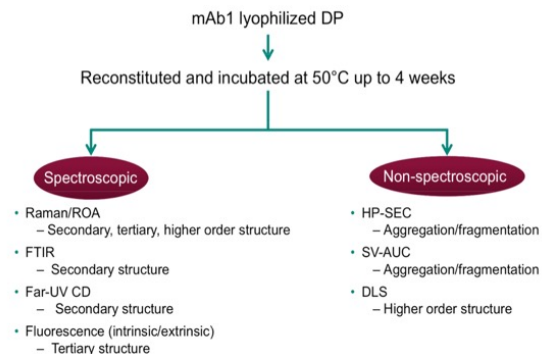 mAb1 lyophilized DP
Reconstituted and incubated at 50°C up to 4 weeks
Spectroscopic
• Raman/ROA
– Secondary, tertiary, higher order structure
• FTIR
– Secondary structure
• Far-UV CD
– Secondary structure
• Fluorescence (intrinsic/extrinsic)
– Tertiary structure
Non-spectroscopic
• HP-SEC
– Aggregation/fragmentation
• SV-AUC
– Aggregation/fragmentation
• DLS
– Higher order structure